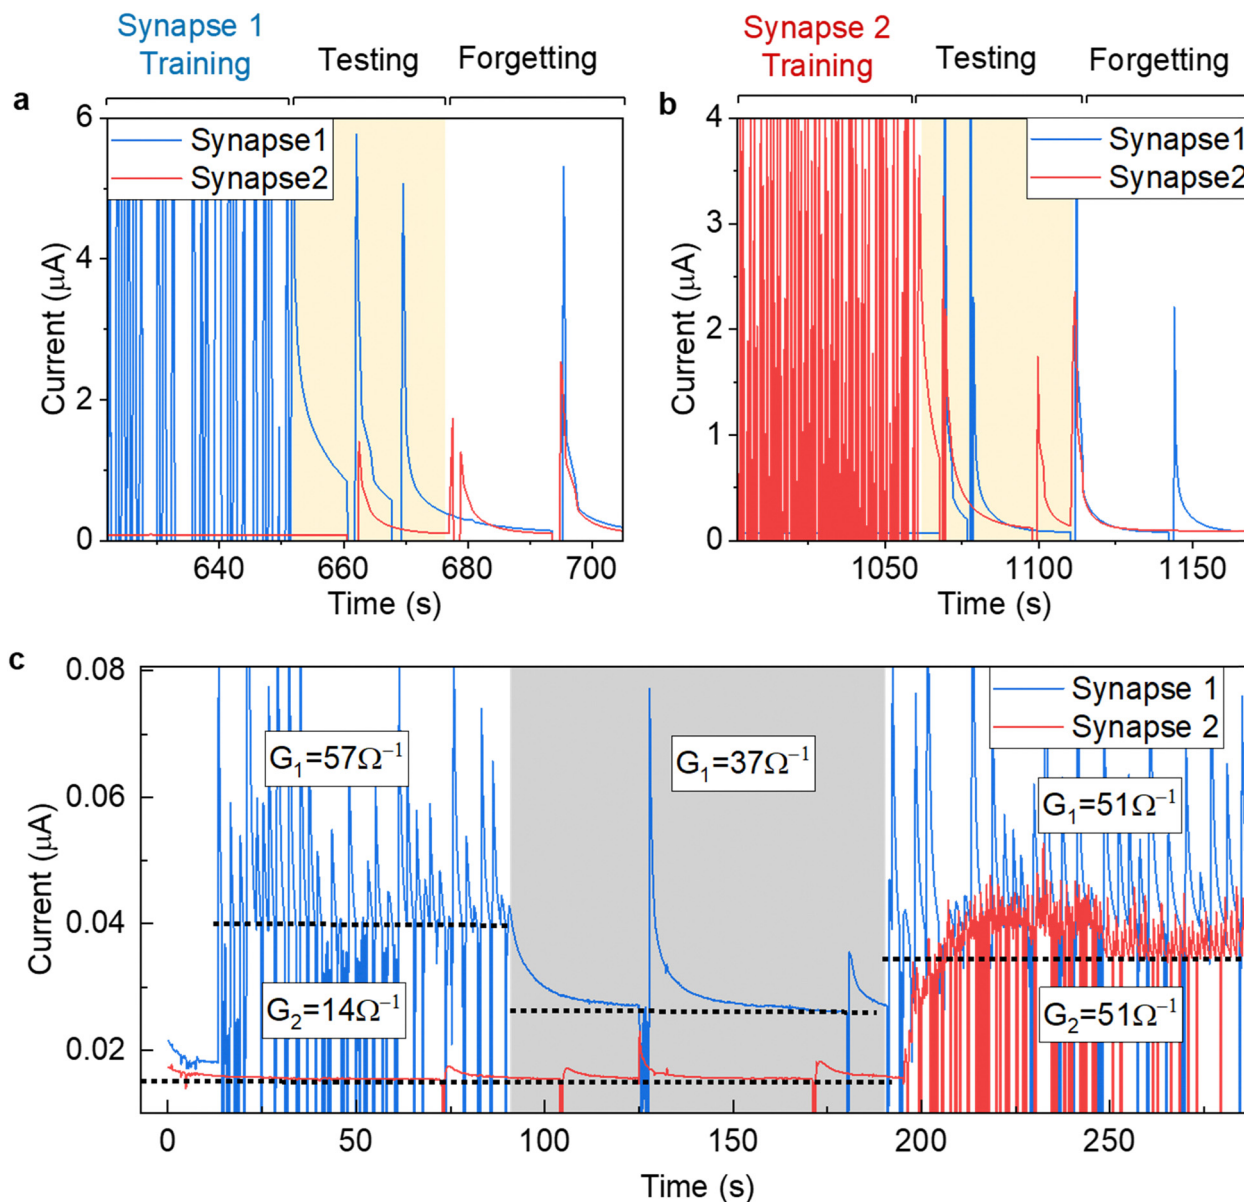 Synapse 1
Training
Testing
Forgetting
Synapse 2
Training
Testing
Forgetting
a
6
4
2
0
Current (μA)
Synapse1
Synapse2
640
660
680
700
Time (s)
b
4
3
2
1
0
Current (μA)
Synapse1
Synapse2
1050
1100
1150
Time (s)
c
0.08
0.06
0.04
0.02
Current (μA)
Synapse 1
Synapse 2
G₁=57Ω⁻¹
G₁=37Ω⁻¹
G₁=51Ω⁻¹
G₂=14Ω⁻¹
G₂=51Ω⁻¹
0
50
100
150
200
250
Time (s)